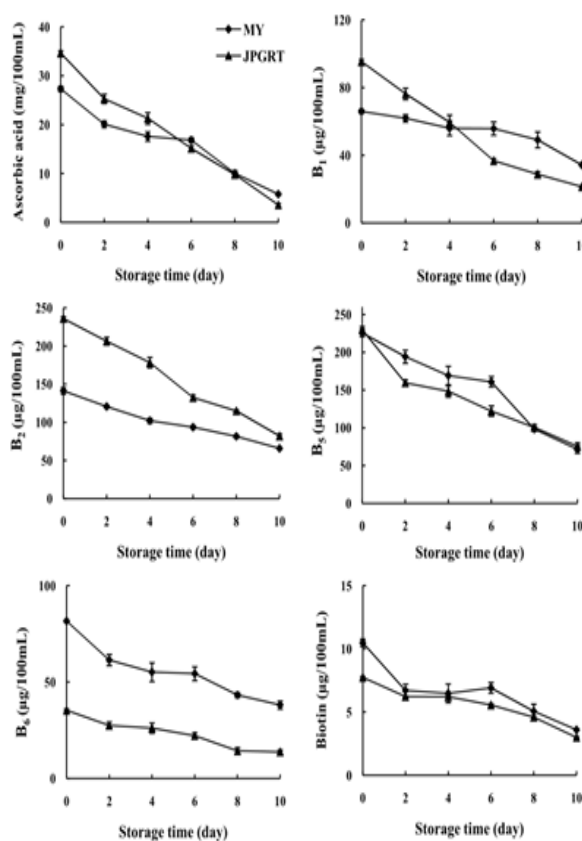 MY
JPGRT
Ascorbic acid (mg/100mL)
40
30
20
10
0
0 2 4 6 8 10
Storage time (day)
B1 (µg/100mL)
120
80
40
0
0 2 4 6 8 10
Storage time (day)
B2 (µg/100mL)
250
200
150
100
50
0
0 2 4 6 8 10
Storage time (day)
B5 (µg/100mL)
250
200
150
100
50
0
0 2 4 6 8 10
Storage time (day)
B6 (µg/100mL)
100
50
0
0 2 4 6 8 10
Storage time (day)
Biotin (µg/100mL)
15
10
5
0
0 2 4 6 8 10
Storage time (day)